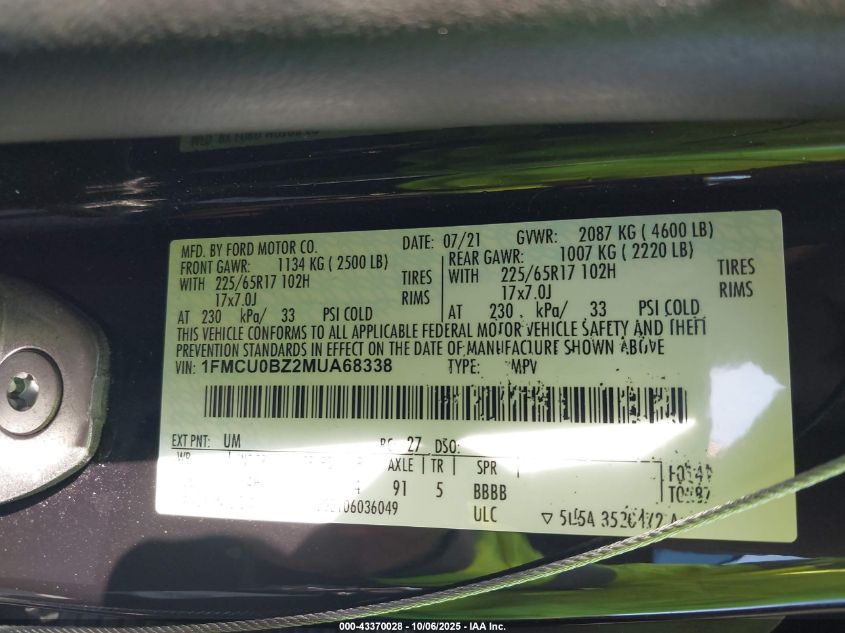 MFD. BY FORD MOTOR CO.
DATE: 07/21 GVWR: 2087 KG ( 4600 LB)
FRONT GAWR: 1134 KG ( 2500 LB) REAR GAWR: 1007 KG ( 2220 LB)
WITH 225/65R17 102H TIRES WITH 225/65R17 102H TIRES
17x7.0J RIMS 17x7.0J RIMS
AT 230 kPa/ 33 PSI COLD AT 230 kPa/ 33 PSI COLD
THIS VEHICLE CONFORMS TO ALL APPLICABLE FEDERAL MOTOR VEHICLE SAFETY AND THEFT
PREVENTION STANDARDS IN EFFECT ON THE DATE OF MANUFACTURE SHOWN ABOVE
VIN: 1FMCU0BZ2MUA68338 TYPE: MPV
EXT PNT: UM RC: 27 DSO:
AXLE TR SPR
91 5 BBBB
ULC
000-43370028 - 10/06/2025 - IAA Inc.